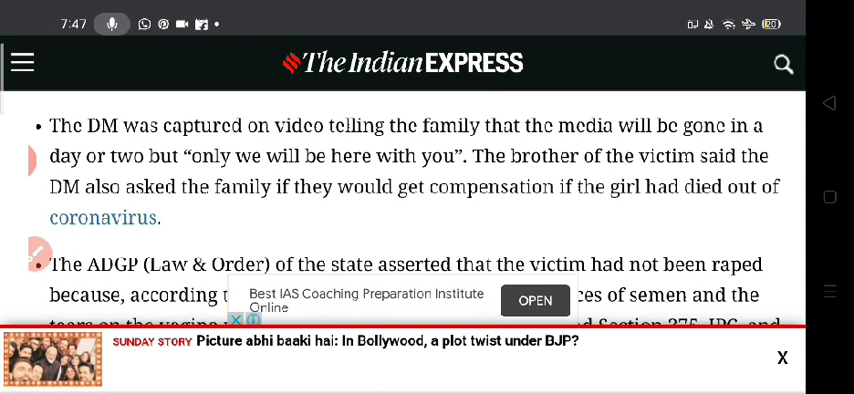 7:47
The Indian EXPRESS
• The DM was captured on video telling the family that the media will be gone in a
day or two but “only we will be here with you”. The brother of the victim said the
DM also asked the family if they would get compensation if the girl had died out of
coronavirus.
• The ADGP (Law & Order) of the state asserted that the victim had not been raped
because, according
ces of semen and the
Best IAS Coaching Preparation Institute
Online
OPEN
SUNDAY STORY Picture abhi baaki hai: In Bollywood, a plot twist under BJP?
X